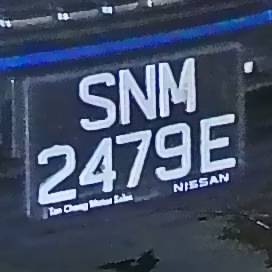 SNM
2479E
NISSAN
Tan Chong Motor Sales